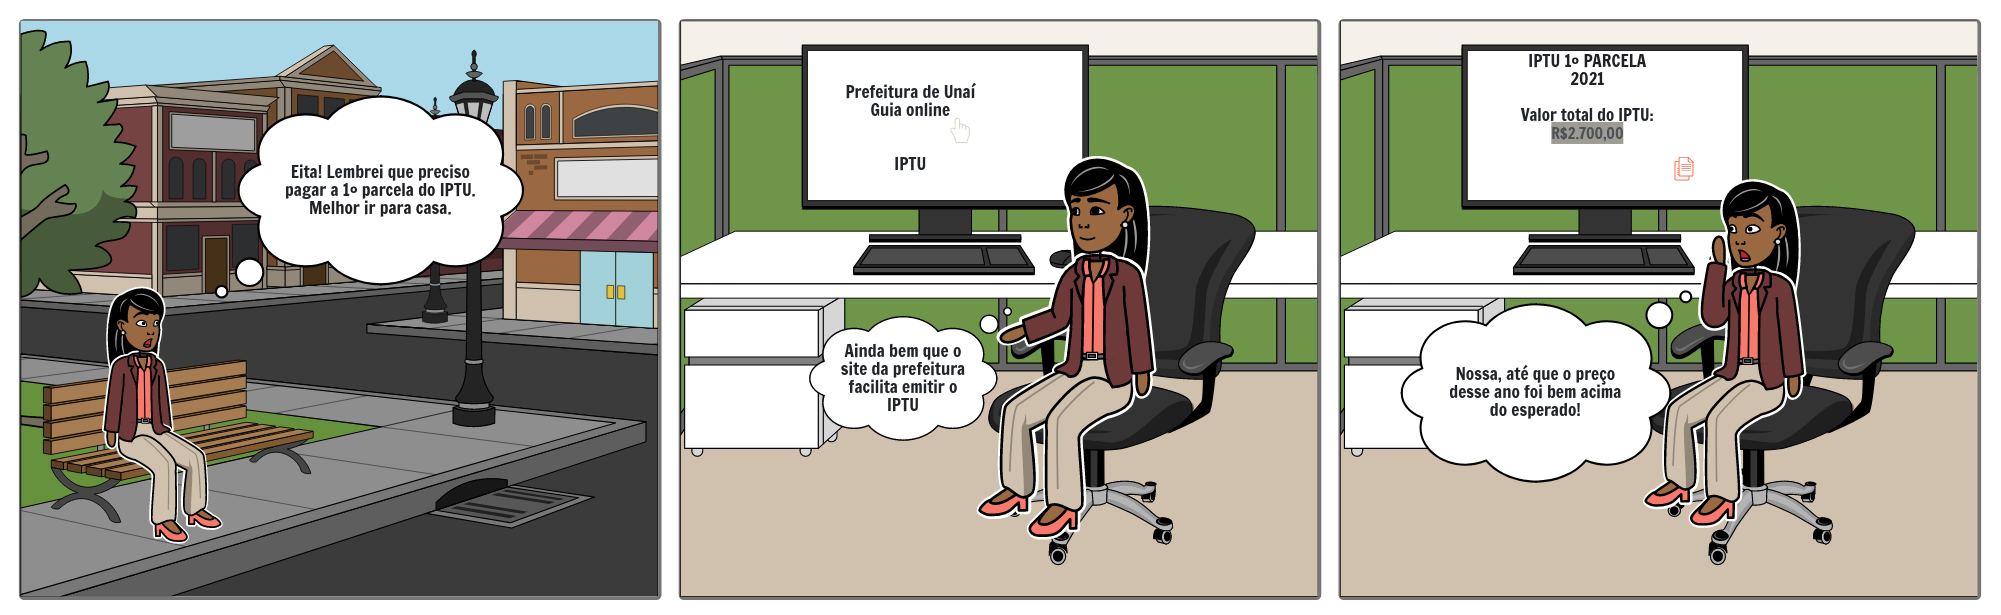 Eita! Lembrei que preciso
pagar a 1º parcela do IPTU.
Melhor ir para casa.
Prefeitura de Unaí
Guia online
IPTU
Ainda bem que o
site da prefeitura
facilita emitir o
IPTU
IPTU 1º PARCELA
2021
Valor total do IPTU:
R$2.700,00
Nossa, até que o preço
desse ano foi bem acima
do esperado!